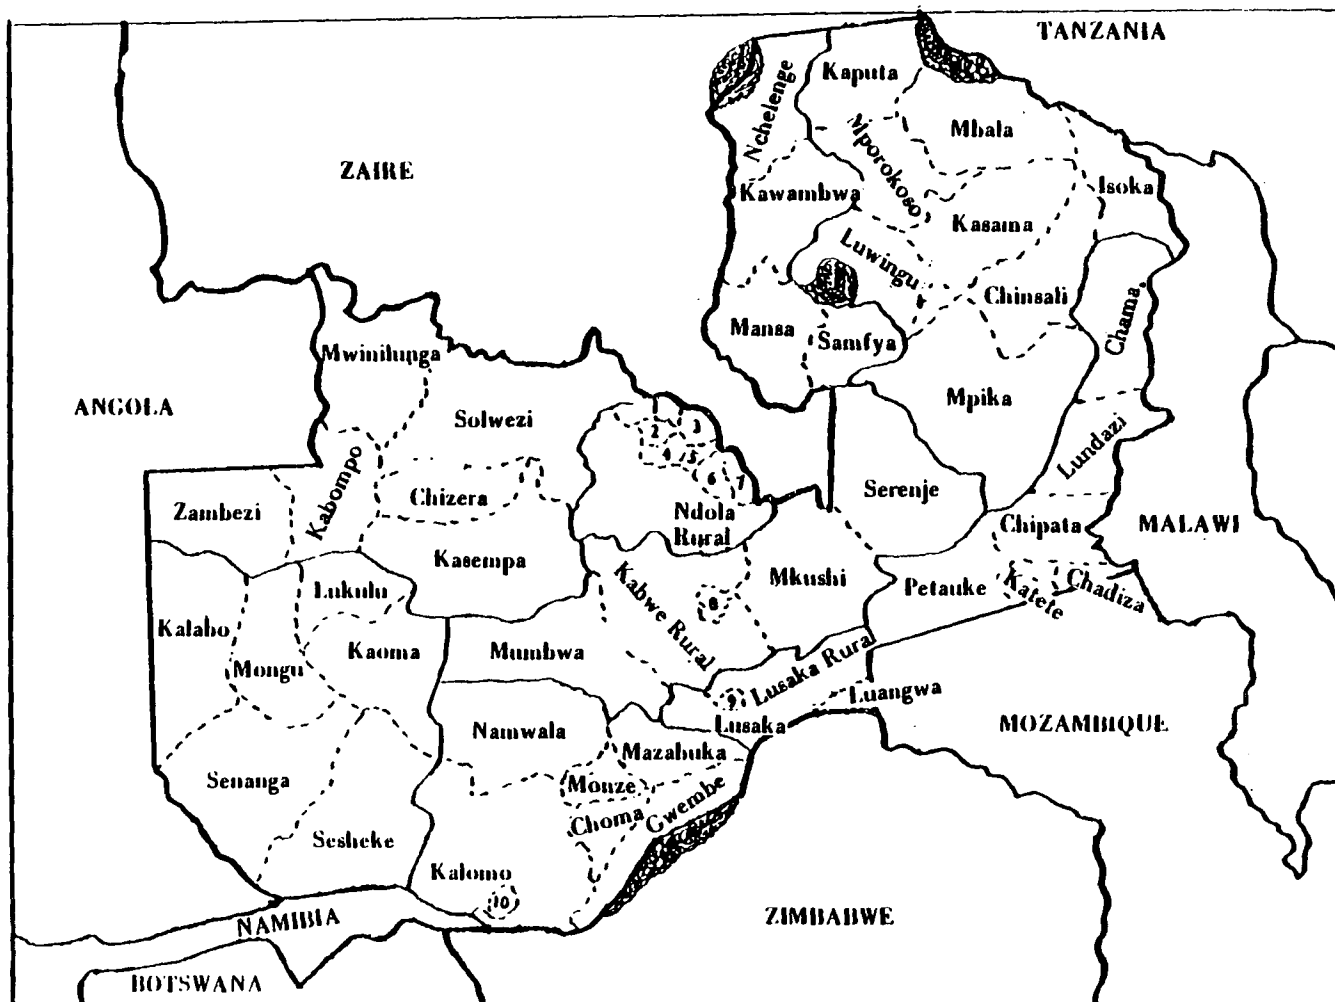 TANZANIA
Kaputa
Nchelenge
Mporokoso
Mbala
ZAIRE
Isoka
Kawambwa
Kasama
Luwingu
Chinsali
Chama
Mansa
Samfya
Mwinilunga
Mpika
ANGOLA
Solwezi
2
3
4
5
6
7
Lundazi
Kabompo
Chizera
Serenje
Zambezi
Ndola
Rural
Chipata
MALAWI
Kasempa
Mkushi
Petauke
Katete
Chadiza
Lukulu
Kabwe Rural
8
Kalabo
Kaoma
Mumbwa
Mongu
Lusaka Rural
9
Luangwa
Lusaka
Namwala
Mazabuka
MOZAMBIQUE
Senanga
Monze
Choma
Gwembe
Sesheke
Kalomo
10
NAMIBIA
ZIMBABWE
BOTSWANA